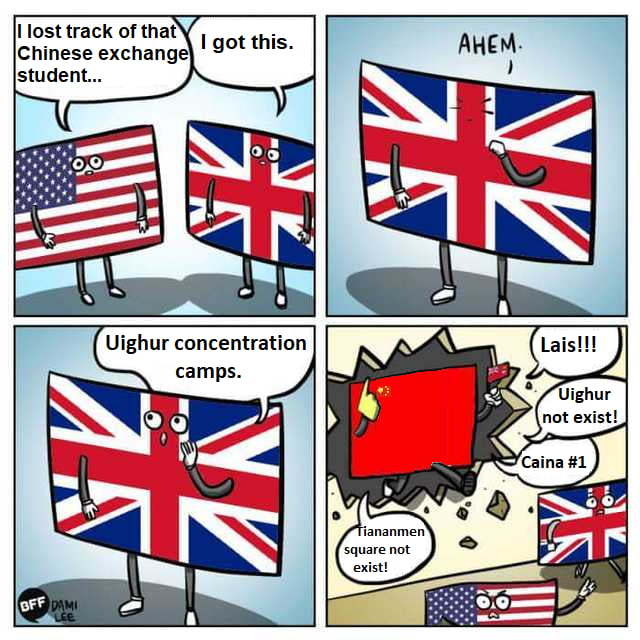 I lost track of that
Chinese exchange
student...
I got this.
AHEM.
Uighur concentration
camps.
Lais!!!
Uighur
not exist!
Caina #1
Tiananmen
square not
exist!
BFF
DAMI
LEE